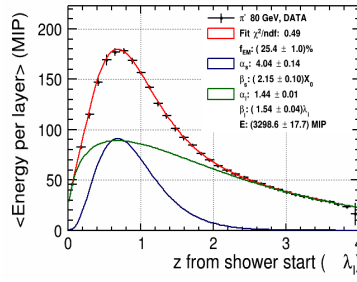 <Energy per layer> (MIP)
200
150
100
50
0
π⁻ 80 GeV, DATA
Fit χ²/ndf: 0.49
f_EM: ( 25.4 ± 1.0)%
α_s: 4.04 ± 0.14
β_s: ( 2.15 ± 0.10)X_0
α_l: 1.44 ± 0.01
β_l: ( 1.54 ± 0.04)λ_I
E: (3298.6 ± 17.7) MIP
0 1 2 3 4
z from shower start ( λ_I)